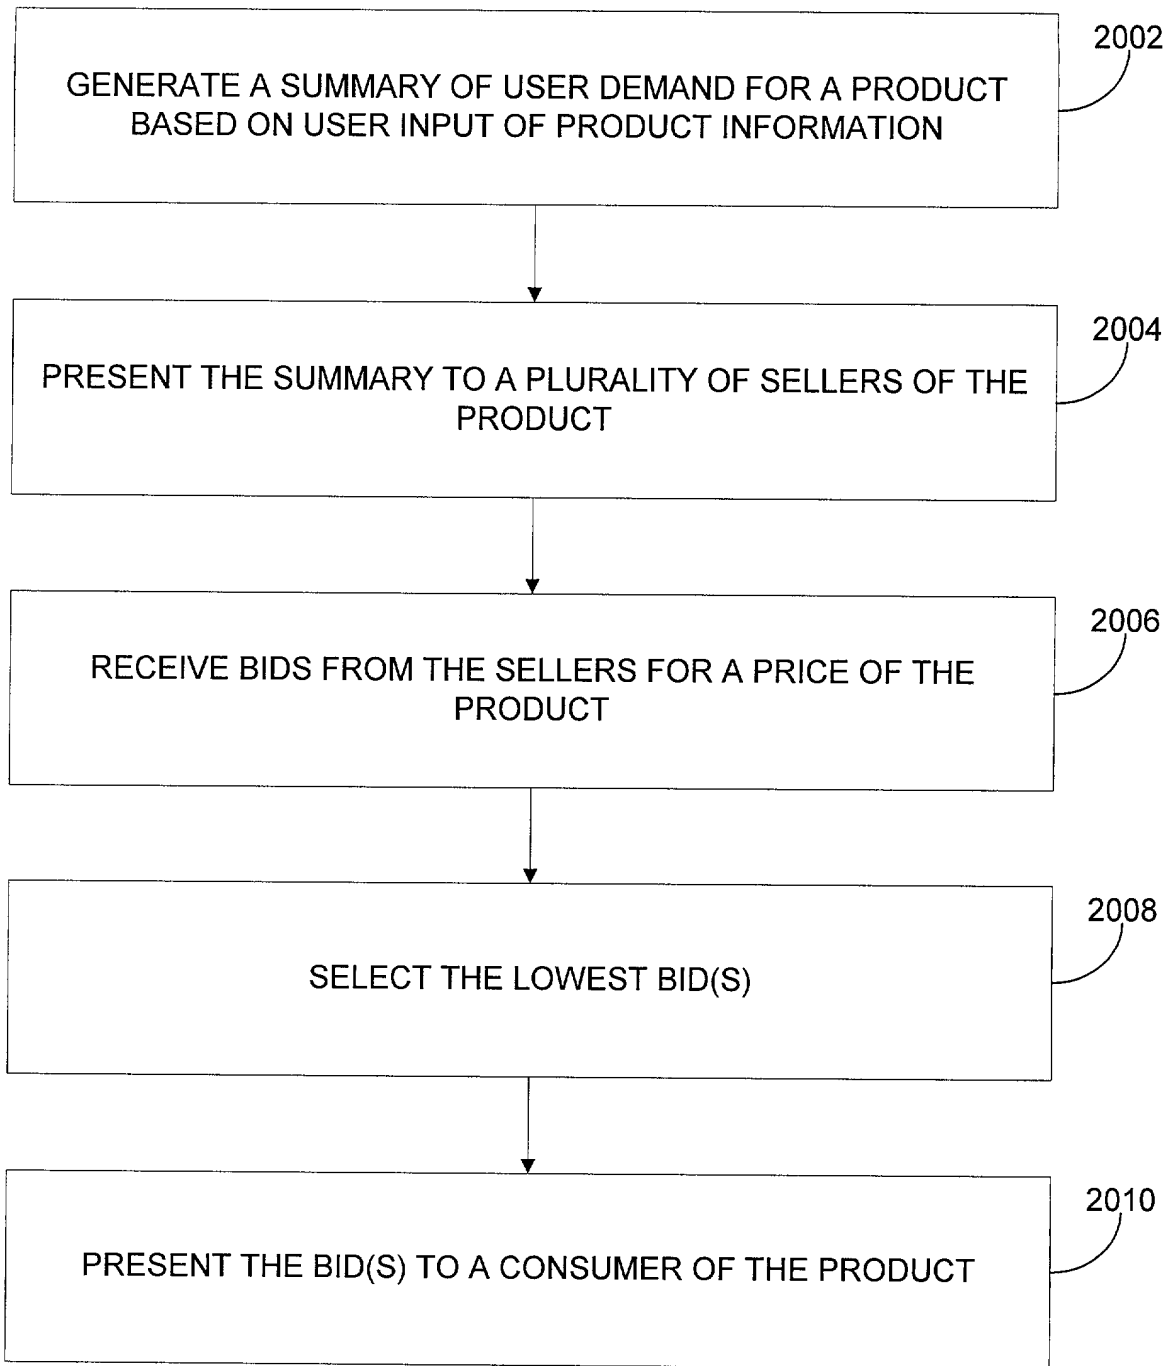 2002
GENERATE A SUMMARY OF USER DEMAND FOR A PRODUCT
BASED ON USER INPUT OF PRODUCT INFORMATION
2004
PRESENT THE SUMMARY TO A PLURALITY OF SELLERS OF THE
PRODUCT
2006
RECEIVE BIDS FROM THE SELLERS FOR A PRICE OF THE
PRODUCT
2008
SELECT THE LOWEST BID(S)
2010
PRESENT THE BID(S) TO A CONSUMER OF THE PRODUCT